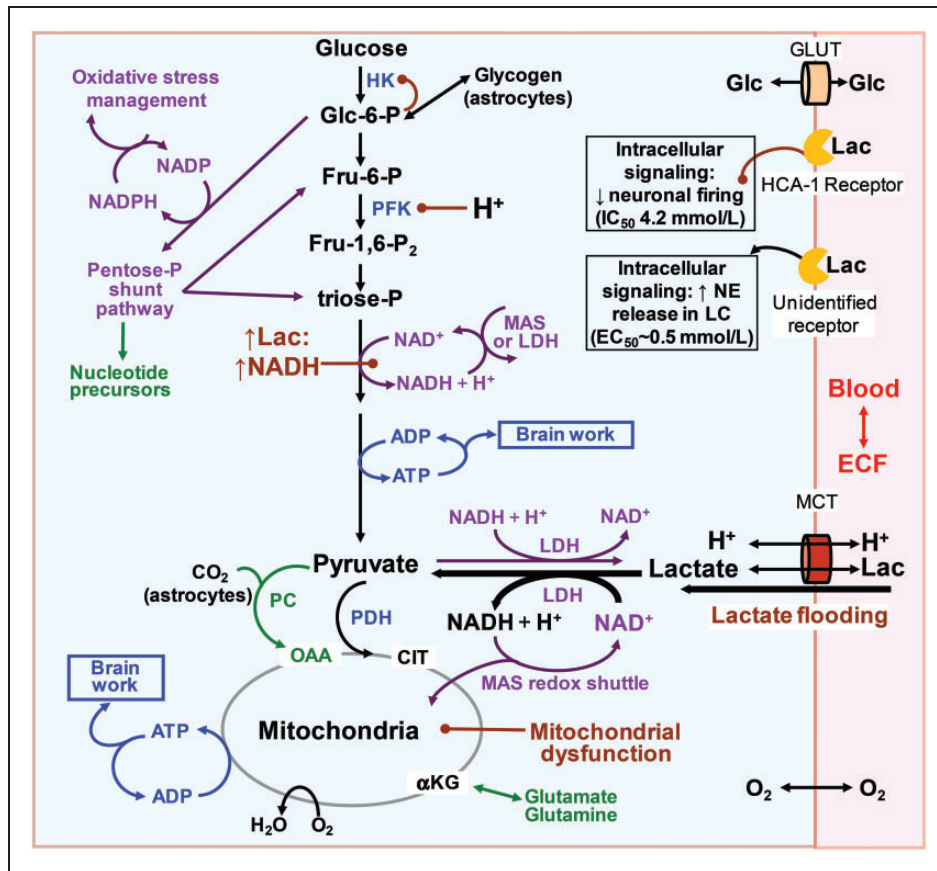 Glucose
HK
Glycogen
(astrocytes)
Glc-6-P
Oxidative stress
management
NADP
NADPH
Fru-6-P
PFK
H⁺
Fru-1,6-P₂
Pentose-P
shunt
pathway
triose-P
Nucleotide
precursors
↑Lac:
↑NADH
NAD⁺
NADH + H⁺
MAS
or LDH
ADP
ATP
Brain work
GLUT
Glc
Glc
Intracellular
signaling:
↓ neuronal firing
(IC₅₀ 4.2 mmol/L)
Lac
HCA-1 Receptor
Intracellular
signaling: ↑ NE
release in LC
(EC₅₀~0.5 mmol/L)
Lac
Unidentified
receptor
Blood
ECF
MCT
H⁺
H⁺
Lactate
Lac
Lactate flooding
NADH + H⁺
NAD⁺
LDH
LDH
NADH + H⁺
NAD⁺
MAS redox shuttle
Pyruvate
CO₂
(astrocytes)
PC
PDH
OAA
CIT
Brain
work
ATP
ADP
Mitochondria
Mitochondrial
dysfunction
αKG
Glutamate
Glutamine
H₂O
O₂
O₂
O₂